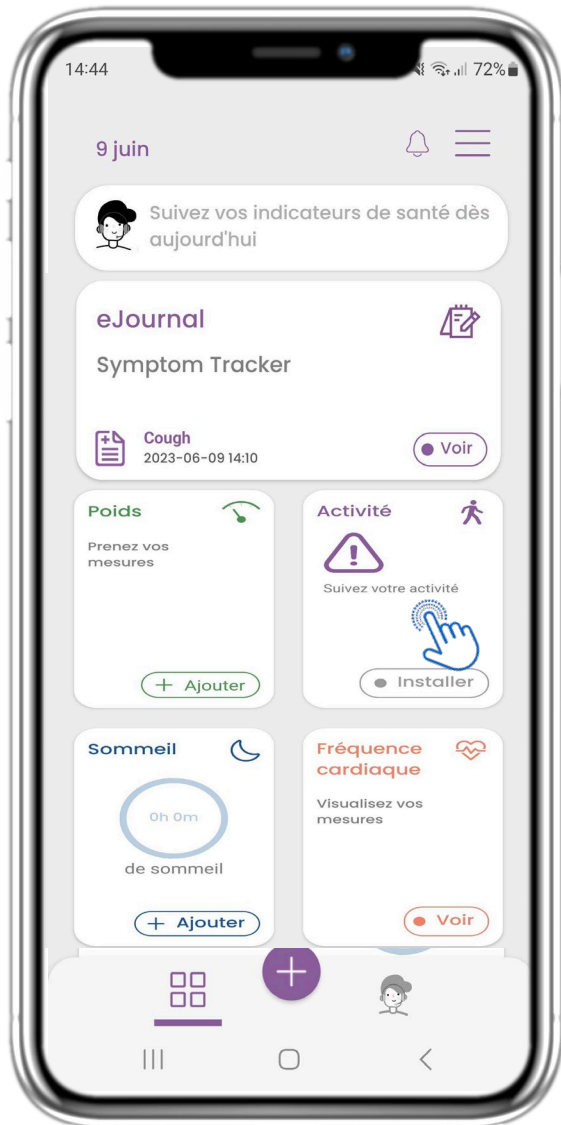 14:44
72%
9 juin
Suivez vos indicateurs de santé dès
aujourd'hui
eJournal
Symptom Tracker
Cough
2023-06-09 14:10
Voir
Poids
Prenez vos
mesures
+ Ajouter
Activité
Suivez votre activité
Installer
Sommeil
0h 0m
de sommeil
+ Ajouter
Fréquence
cardiaque
Visualisez vos
mesures
Voir